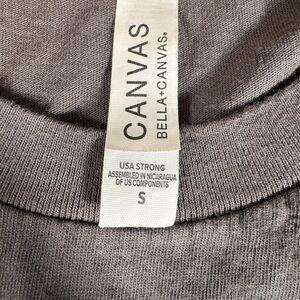 CANVAS
BELLA+CANVAS®
USA STRONG
ASSEMBLED IN NICARAGUA
OF US COMPONENTS
S